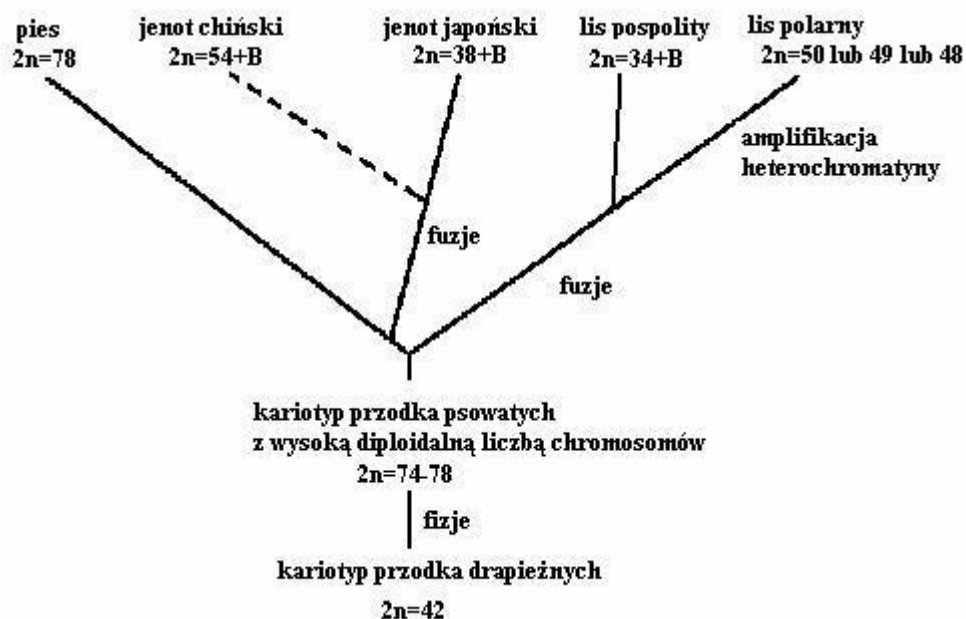 pies
2n=78
jenot chiński
2n=54+B
jenot japoński
2n=38+B
lis pospolity
2n=34+B
lis polarny
2n=50 lub 49 lub 48
amplifikacja
heterochromatyny
fuzje
fuzje
kariotyp przodka psowatych
z wysoką diploidalną liczbą chromosomów
2n=74-78
fizje
kariotyp przodka drapieżnych
2n=42